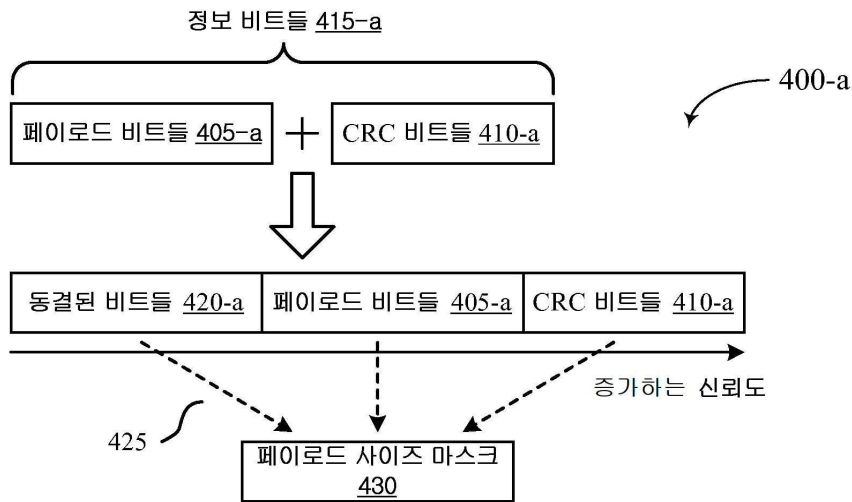 정보 비트들 415-a
400-a
페이로드 비트들 405-a + CRC 비트들 410-a
동결된 비트들 420-a 페이로드 비트들 405-a CRC 비트들 410-a
증가하는 신뢰도
425
페이로드 사이즈 마스크
430